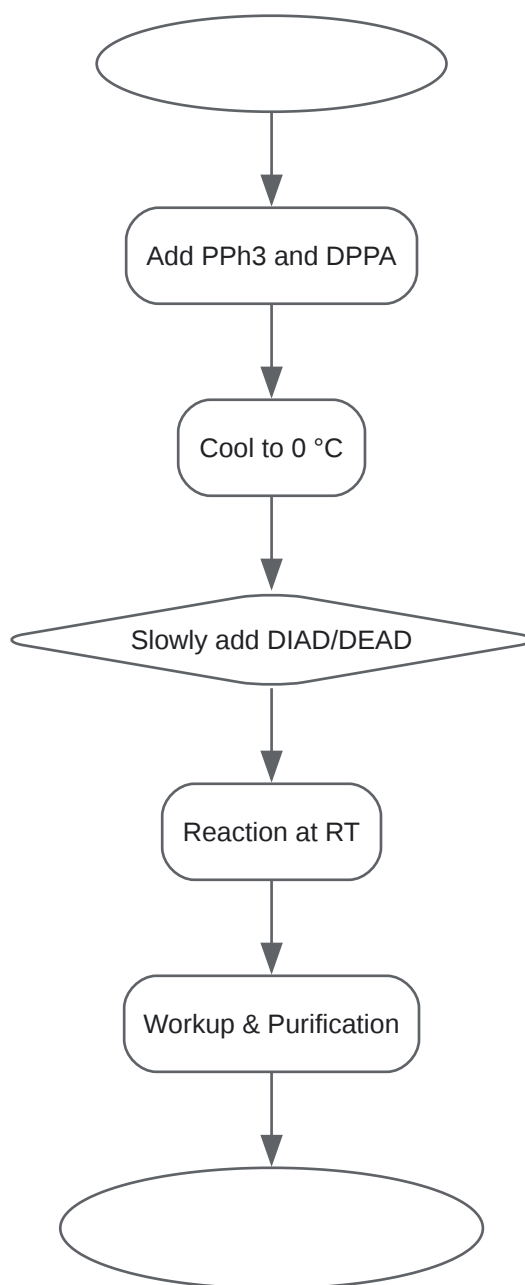 Add PPh3 and DPPA
Cool to 0 °C
Slowly add DIAD/DEAD
Reaction at RT
Workup & Purification